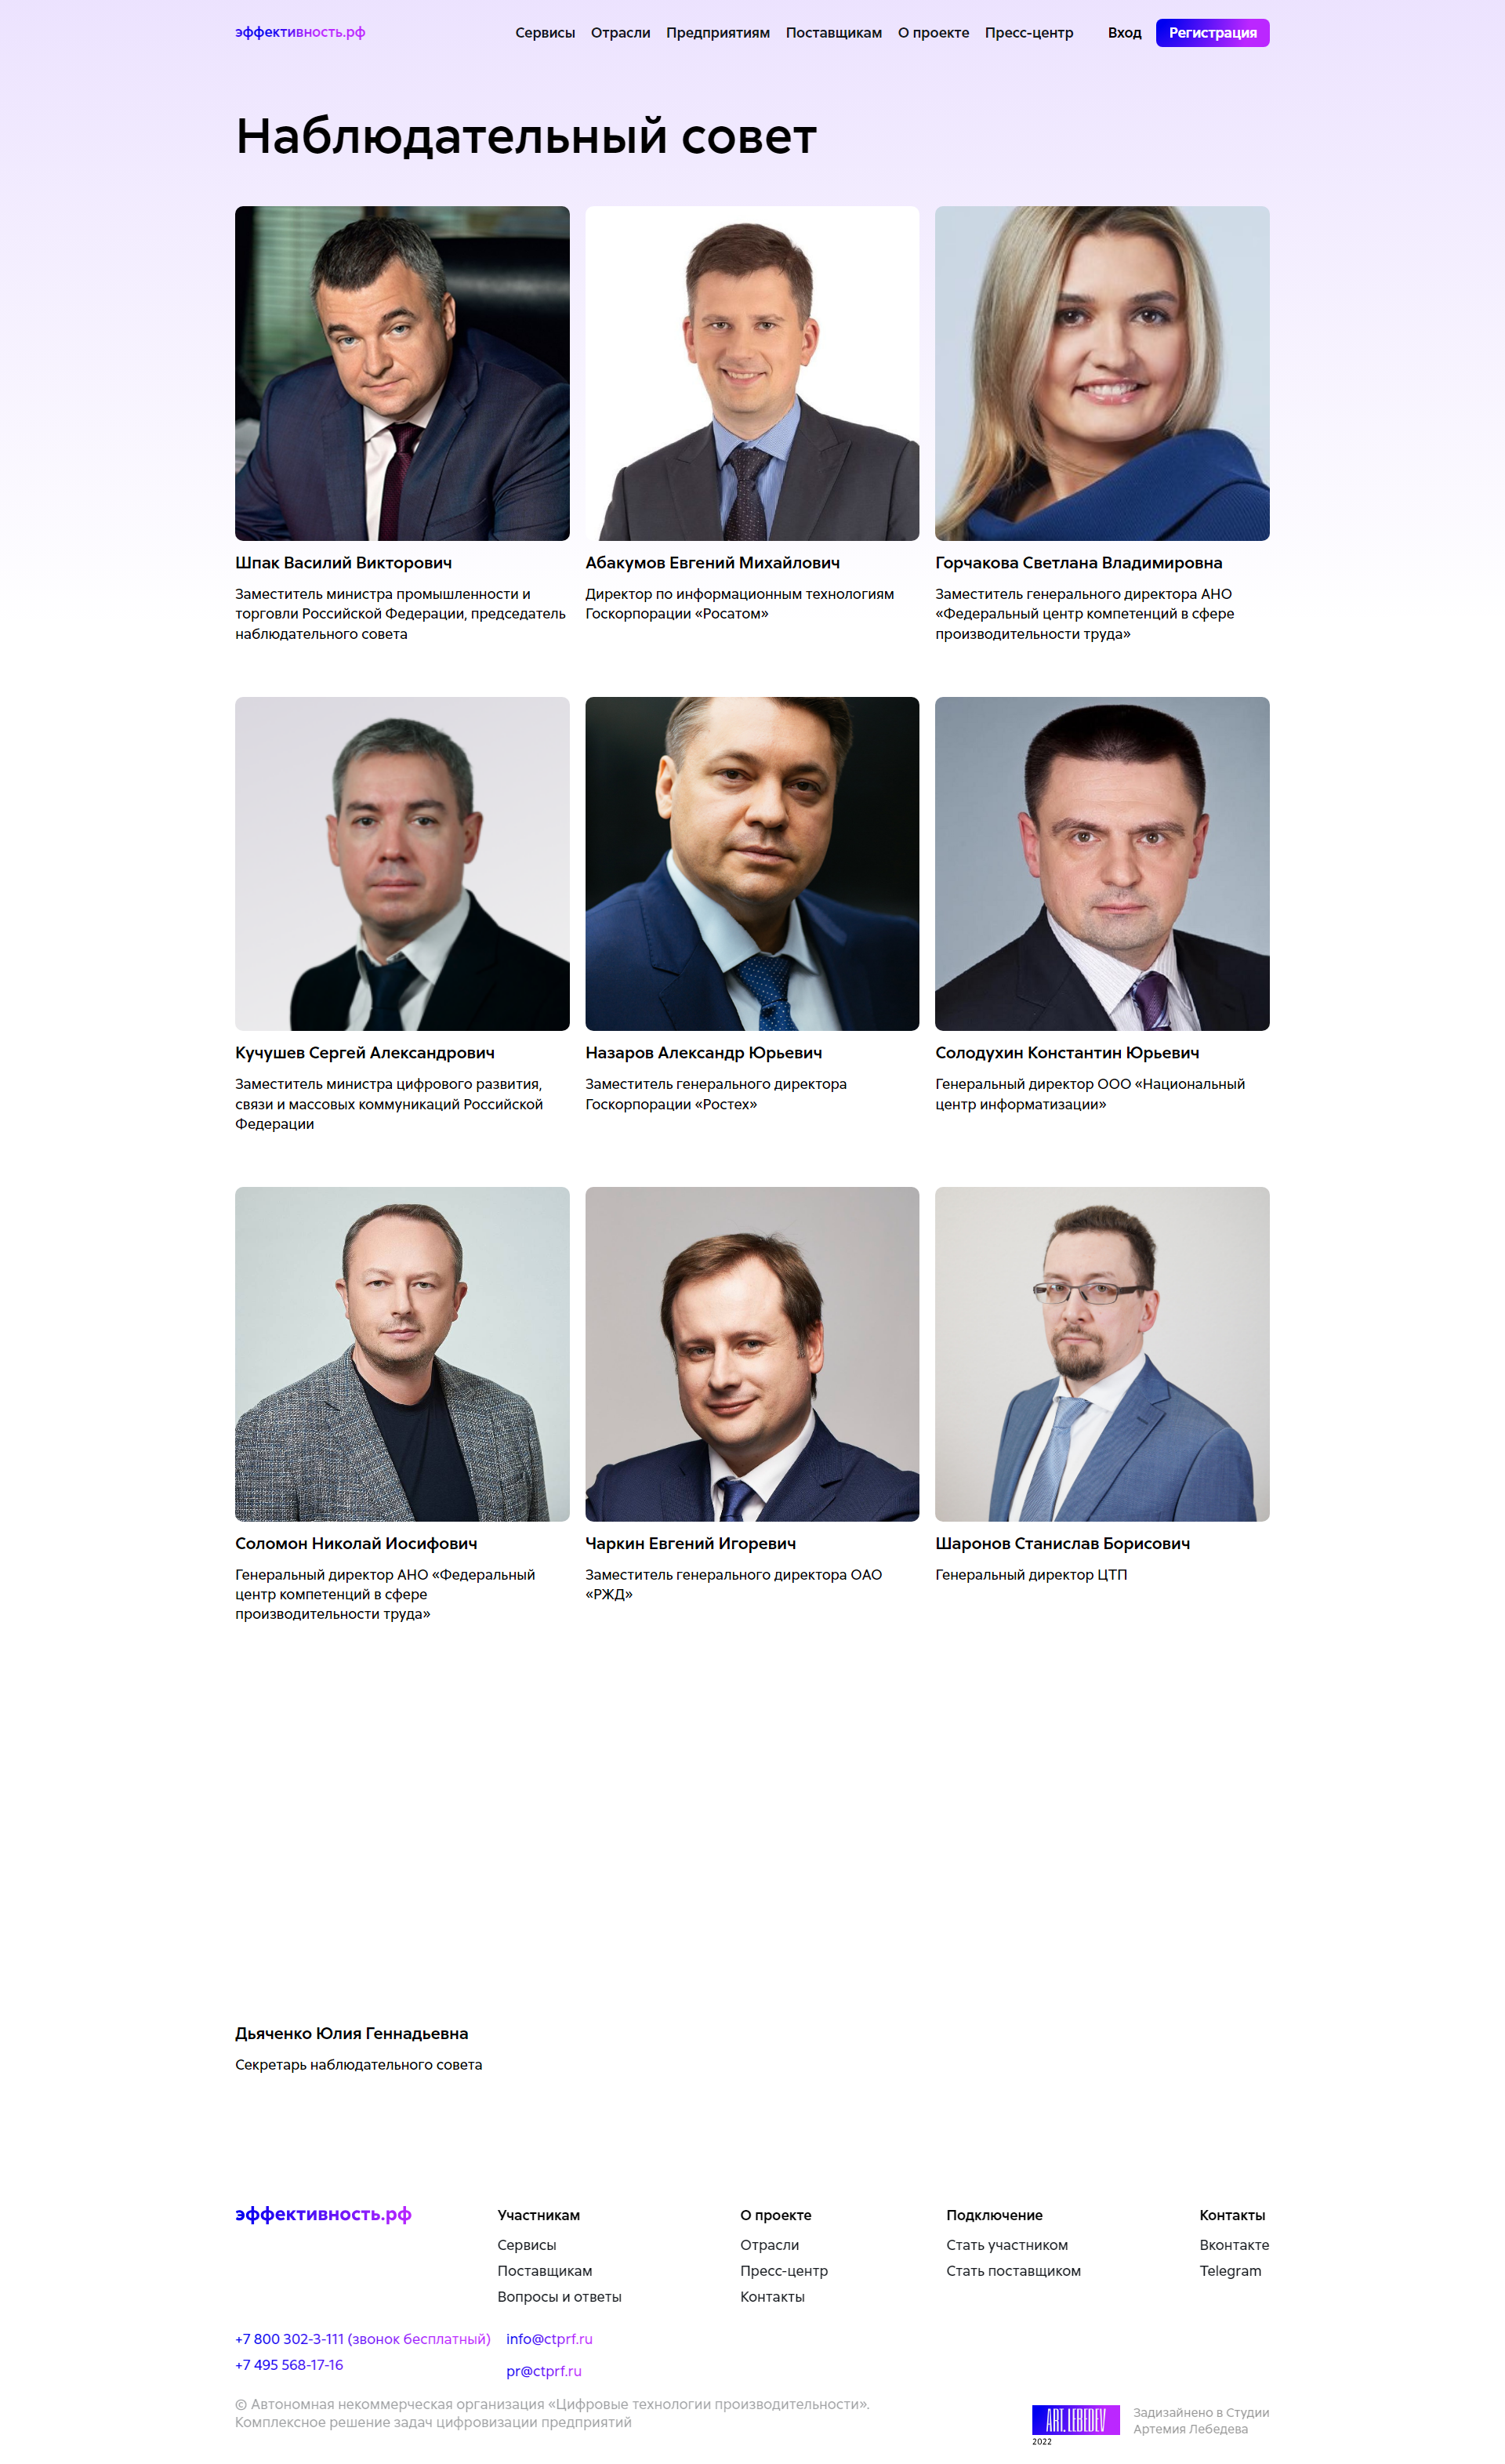 эффективность.рф
Сервисы Отрасли Предприятиям Поставщикам О проекте Пресс-центр Вход Регистрация
Наблюдательный совет
Шпак Василий Викторович
Заместитель министра промышленности и
торговли Российской Федерации, председатель
наблюдательного совета
Абакумов Евгений Михайлович
Директор по информационным технологиям
Госкорпорации «Росатом»
Горчакова Светлана Владимировна
Заместитель генерального директора АНО
«Федеральный центр компетенций в сфере
производительности труда»
Кучушев Сергей Александрович
Заместитель министра цифрового развития,
связи и массовых коммуникаций Российской
Федерации
Назаров Александр Юрьевич
Заместитель генерального директора
Госкорпорации «Ростех»
Солодухин Константин Юрьевич
Генеральный директор ООО «Национальный
центр информатизации»
Соломон Николай Иосифович
Генеральный директор АНО «Федеральный
центр компетенций в сфере
производительности труда»
Чаркин Евгений Игоревич
Заместитель генерального директора ОАО
«РЖД»
Шаронов Станислав Борисович
Генеральный директор ЦТП
Дьяченко Юлия Геннадьевна
Секретарь наблюдательного совета
эффективность.рф
Участникам
Сервисы
Поставщикам
Вопросы и ответы
О проекте
Отрасли
Пресс-центр
Контакты
Подключение
Стать участником
Стать поставщиком
Контакты
Вконтакте
Telegram
+7 800 302-3-111 (звонок бесплатный)
+7 495 568-17-16
info@ctprf.ru
pr@ctprf.ru
© Автономная некоммерческая организация «Цифровые технологии производительности».
Комплексное решение задач цифровизации предприятий
ART. LEBEDEV
2022
Задизайнено в Студии
Артемия Лебедева